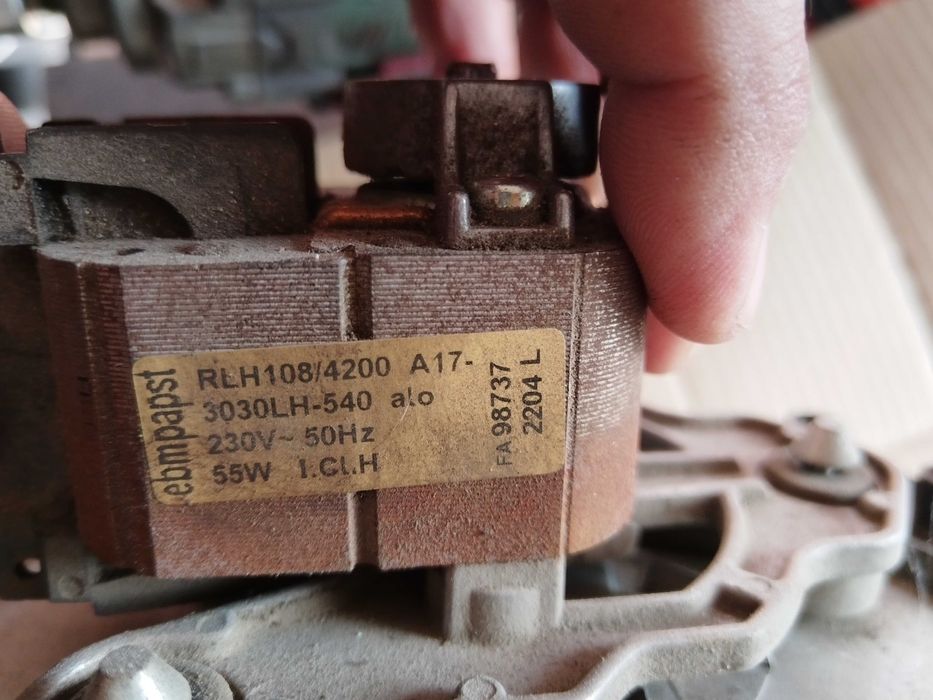 ebmpapst
RLH108/4200 A17-
3030LH-540 alo
230V~ 50Hz
55W I.Cl.H
FA 98737
2204 L